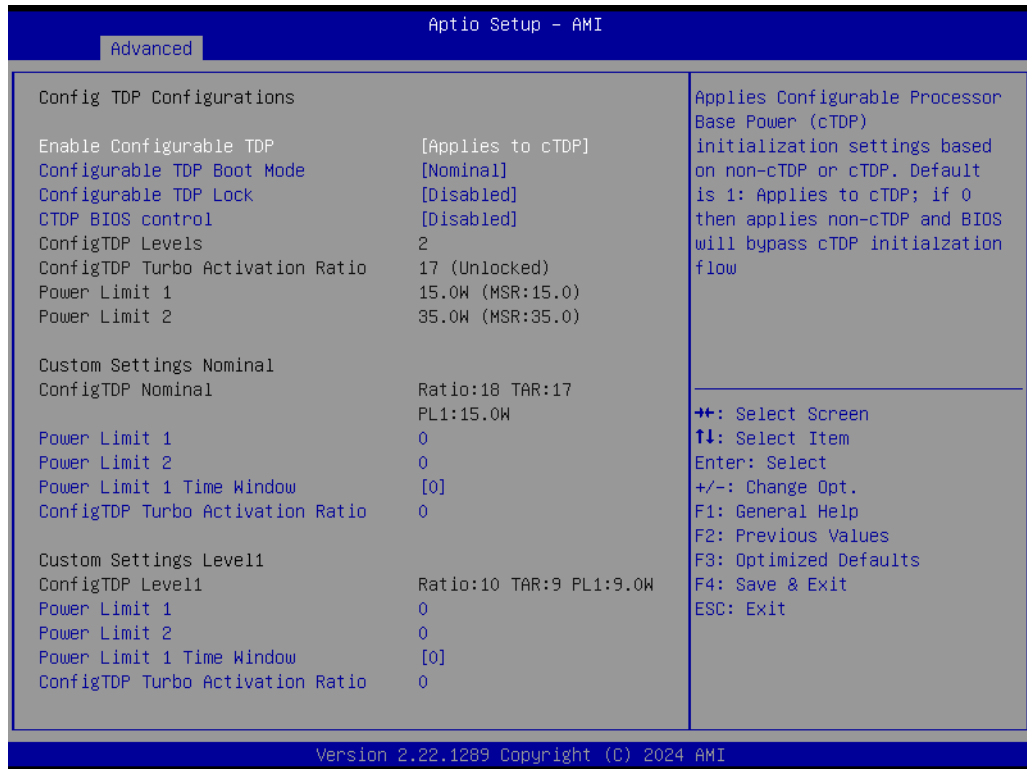 Aptio Setup – AMI
Advanced
Config TDP Configurations
Enable Configurable TDP [Applies to cTDP]
Configurable TDP Boot Mode [Nominal]
Configurable TDP Lock [Disabled]
CTDP BIOS control [Disabled]
ConfigTDP Levels 2
ConfigTDP Turbo Activation Ratio 17 (Unlocked)
Power Limit 1 15.0W (MSR:15.0)
Power Limit 2 35.0W (MSR:35.0)
Custom Settings Nominal
ConfigTDP Nominal Ratio:18 TAR:17
PL1:15.0W
Power Limit 1 0
Power Limit 2 0
Power Limit 1 Time Window [0]
ConfigTDP Turbo Activation Ratio 0
Custom Settings Level1
ConfigTDP Level1 Ratio:10 TAR:9 PL1:9.0W
Power Limit 1 0
Power Limit 2 0
Power Limit 1 Time Window [0]
ConfigTDP Turbo Activation Ratio 0
Applies Configurable Processor
Base Power (cTDP)
initialization settings based
on non-cTDP or cTDP. Default
is 1: Applies to cTDP; if 0
then applies non-cTDP and BIOS
will bypass cTDP initialzation
flow
→←: Select Screen
↑↓: Select Item
Enter: Select
+/-: Change Opt.
F1: General Help
F2: Previous Values
F3: Optimized Defaults
F4: Save & Exit
ESC: Exit
Version 2.22.1289 Copyright (C) 2024 AMI